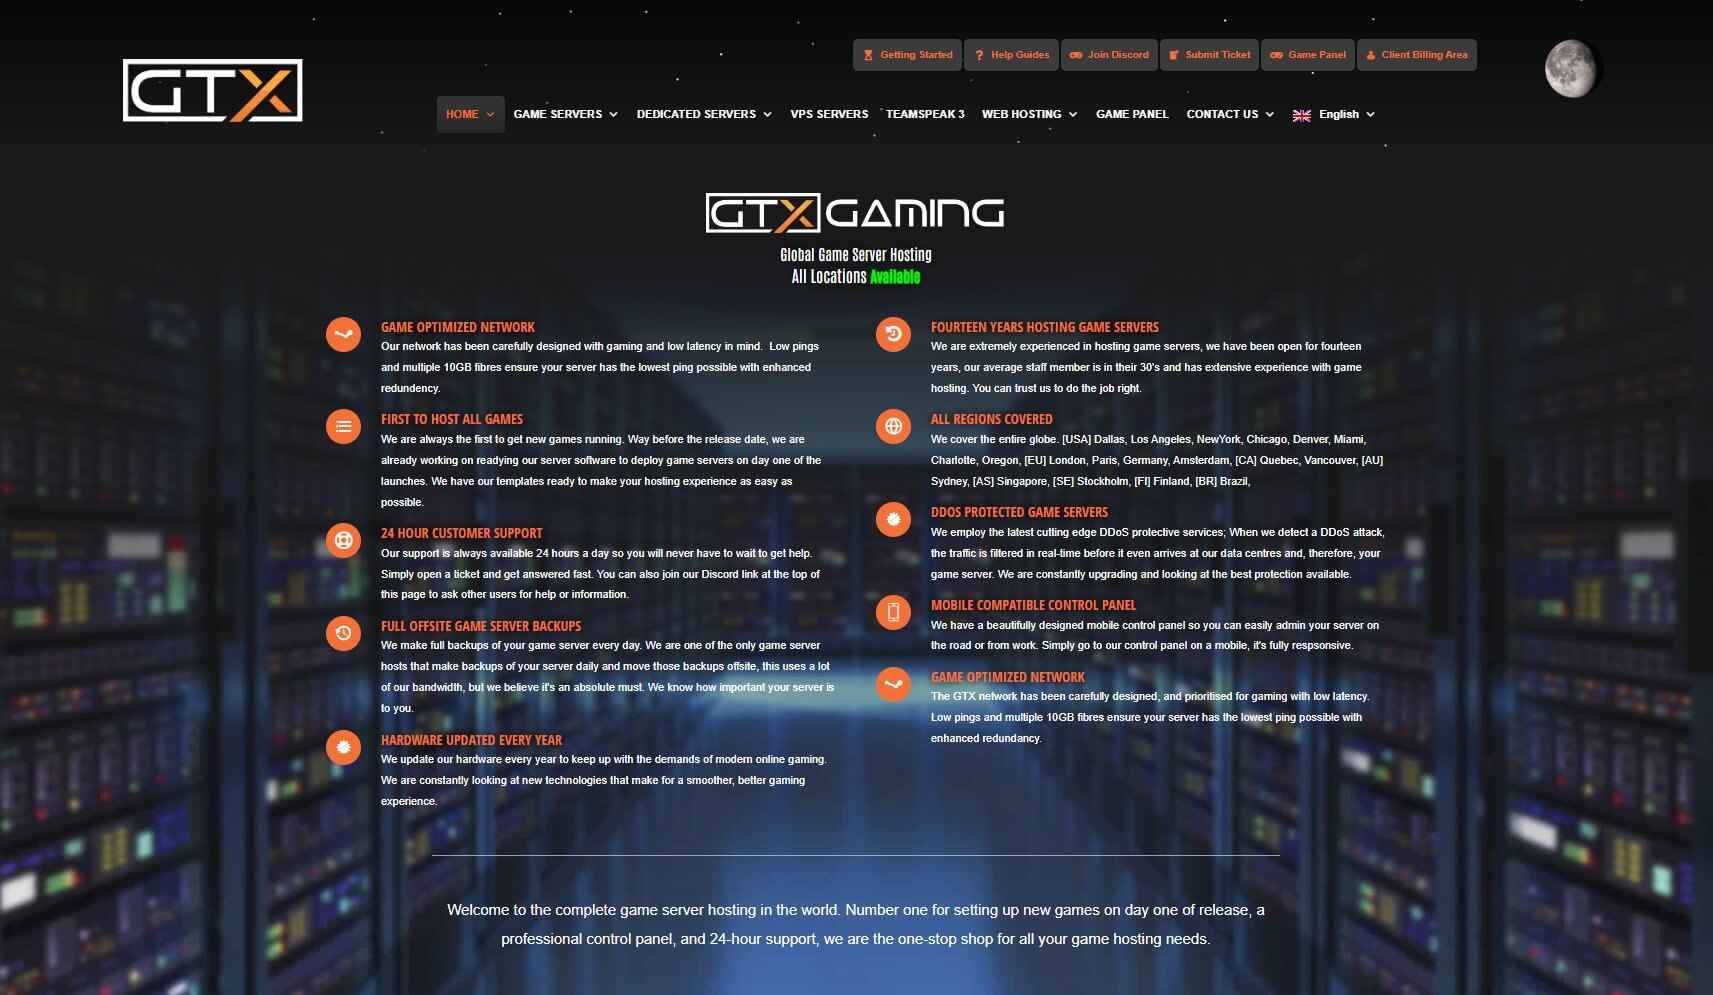 Getting Started
Help Guides
Join Discord
Submit Ticket
Game Panel
Client Billing Area
GTX
HOME
GAME SERVERS
DEDICATED SERVERS
VPS SERVERS
TEAMSPEAK 3
WEB HOSTING
GAME PANEL
CONTACT US
English
GTX GAMING
Global Game Server Hosting
All Locations Available
GAME OPTIMIZED NETWORK
Our network has been carefully designed with gaming and low latency in mind.  Low pings
and multiple 10GB fibres ensure your server has the lowest ping possible with enhanced
redundency.
FIRST TO HOST ALL GAMES
We are always the first to get new games running. Way before the release date, we are
already working on readying our server software to deploy game servers on day one of the
launches. We have our templates ready to make your hosting experience as easy as
possible.
24 HOUR CUSTOMER SUPPORT
Our support is always available 24 hours a day so you will never have to wait to get help.
Simply open a ticket and get answered fast. You can also join our Discord link at the top of
this page to ask other users for help or information.
FULL OFFSITE GAME SERVER BACKUPS
We make full backups of your game server every day. We are one of the only game server
hosts that make backups of your server daily and move those backups offsite, this uses a lot
of our bandwidth, but we believe it's an absolute must. We know how important your server is
to you.
HARDWARE UPDATED EVERY YEAR
We update our hardware every year to keep up with the demands of modern online gaming.
We are constantly looking at new technologies that make for a smoother, better gaming
experience.
FOURTEEN YEARS HOSTING GAME SERVERS
We are extremely experienced in hosting game servers, we have been open for fourteen
years, our average staff member is in their 30's and has extensive experience with game
hosting. You can trust us to do the job right.
ALL REGIONS COVERED
We cover the entire globe. [USA] Dallas, Los Angeles, NewYork, Chicago, Denver, Miami,
Charlotte, Oregon, [EU] London, Paris, Germany, Amsterdam, [CA] Quebec, Vancouver, [AU]
Sydney, [AS] Singapore, [SE] Stockholm, [FI] Finland, [BR] Brazil,
DDOS PROTECTED GAME SERVERS
We employ the latest cutting edge DDoS protective services; When we detect a DDoS attack,
the traffic is filtered in real-time before it even arrives at our data centres and, therefore, your
game server. We are constantly upgrading and looking at the best protection available.
MOBILE COMPATIBLE CONTROL PANEL
We have a beautifully designed mobile control panel so you can easily admin your server on
the road or from work. Simply go to our control panel on a mobile, it's fully respsonsive.
GAME OPTIMIZED NETWORK
The GTX network has been carefully designed, and prioritised for gaming with low latency.
Low pings and multiple 10GB fibres ensure your server has the lowest ping possible with
enhanced redundancy.
Welcome to the complete game server hosting in the world. Number one for setting up new games on day one of release, a
professional control panel, and 24-hour support, we are the one-stop shop for all your game hosting needs.